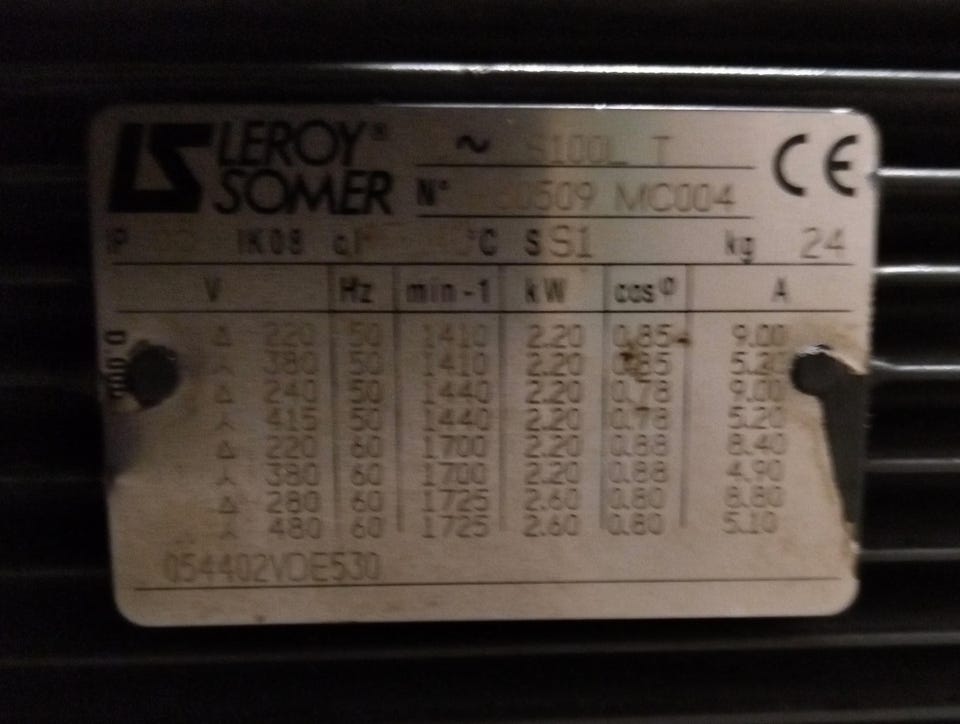 LEROY® SOMER
~ S100L T
N° 0509 MC004
CE
IP IK08 cl °C S S1 kg 24
V Hz min-1 kW cosφ A
Δ 220 50 1410 2.20 0.85 9.00
⅄ 380 50 1410 2.20 0.85 5.20
Δ 240 50 1440 2.20 0.78 9.00
⅄ 415 50 1440 2.20 0.78 5.20
Δ 220 60 1700 2.20 0.88 8.40
⅄ 380 60 1700 2.20 0.88 4.90
Δ 280 60 1725 2.60 0.80 8.80
⅄ 480 60 1725 2.60 0.80 5.10
054402VDE530